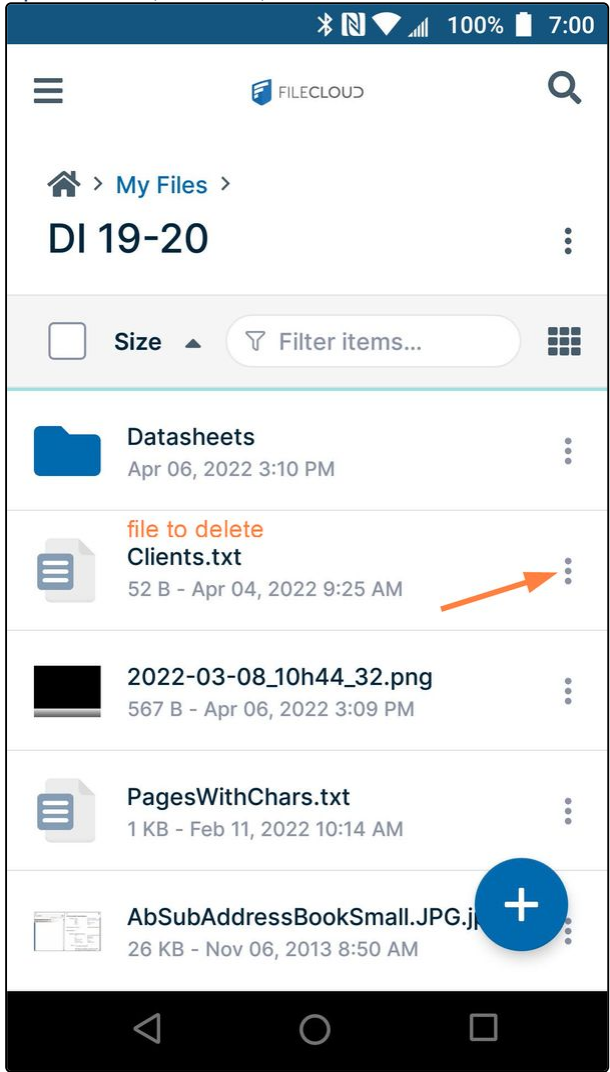 100% 7:00
FILECLOUD
> My Files >
DI 19-20
Size Filter items...
Datasheets
Apr 06, 2022 3:10 PM
file to delete
Clients.txt
52 B - Apr 04, 2022 9:25 AM
2022-03-08_10h44_32.png
567 B - Apr 06, 2022 3:09 PM
PagesWithChars.txt
1 KB - Feb 11, 2022 10:14 AM
AbSubAddressBookSmall.JPG.j
26 KB - Nov 06, 2013 8:50 AM